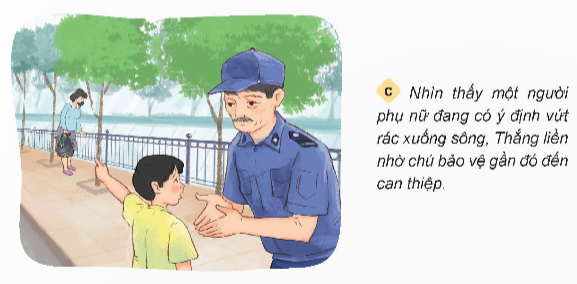 C Nhìn thấy một người
phụ nữ đang có ý định vứt
rác xuống sông, Thắng liền
nhờ chú bảo vệ gần đó đến
can thiệp.